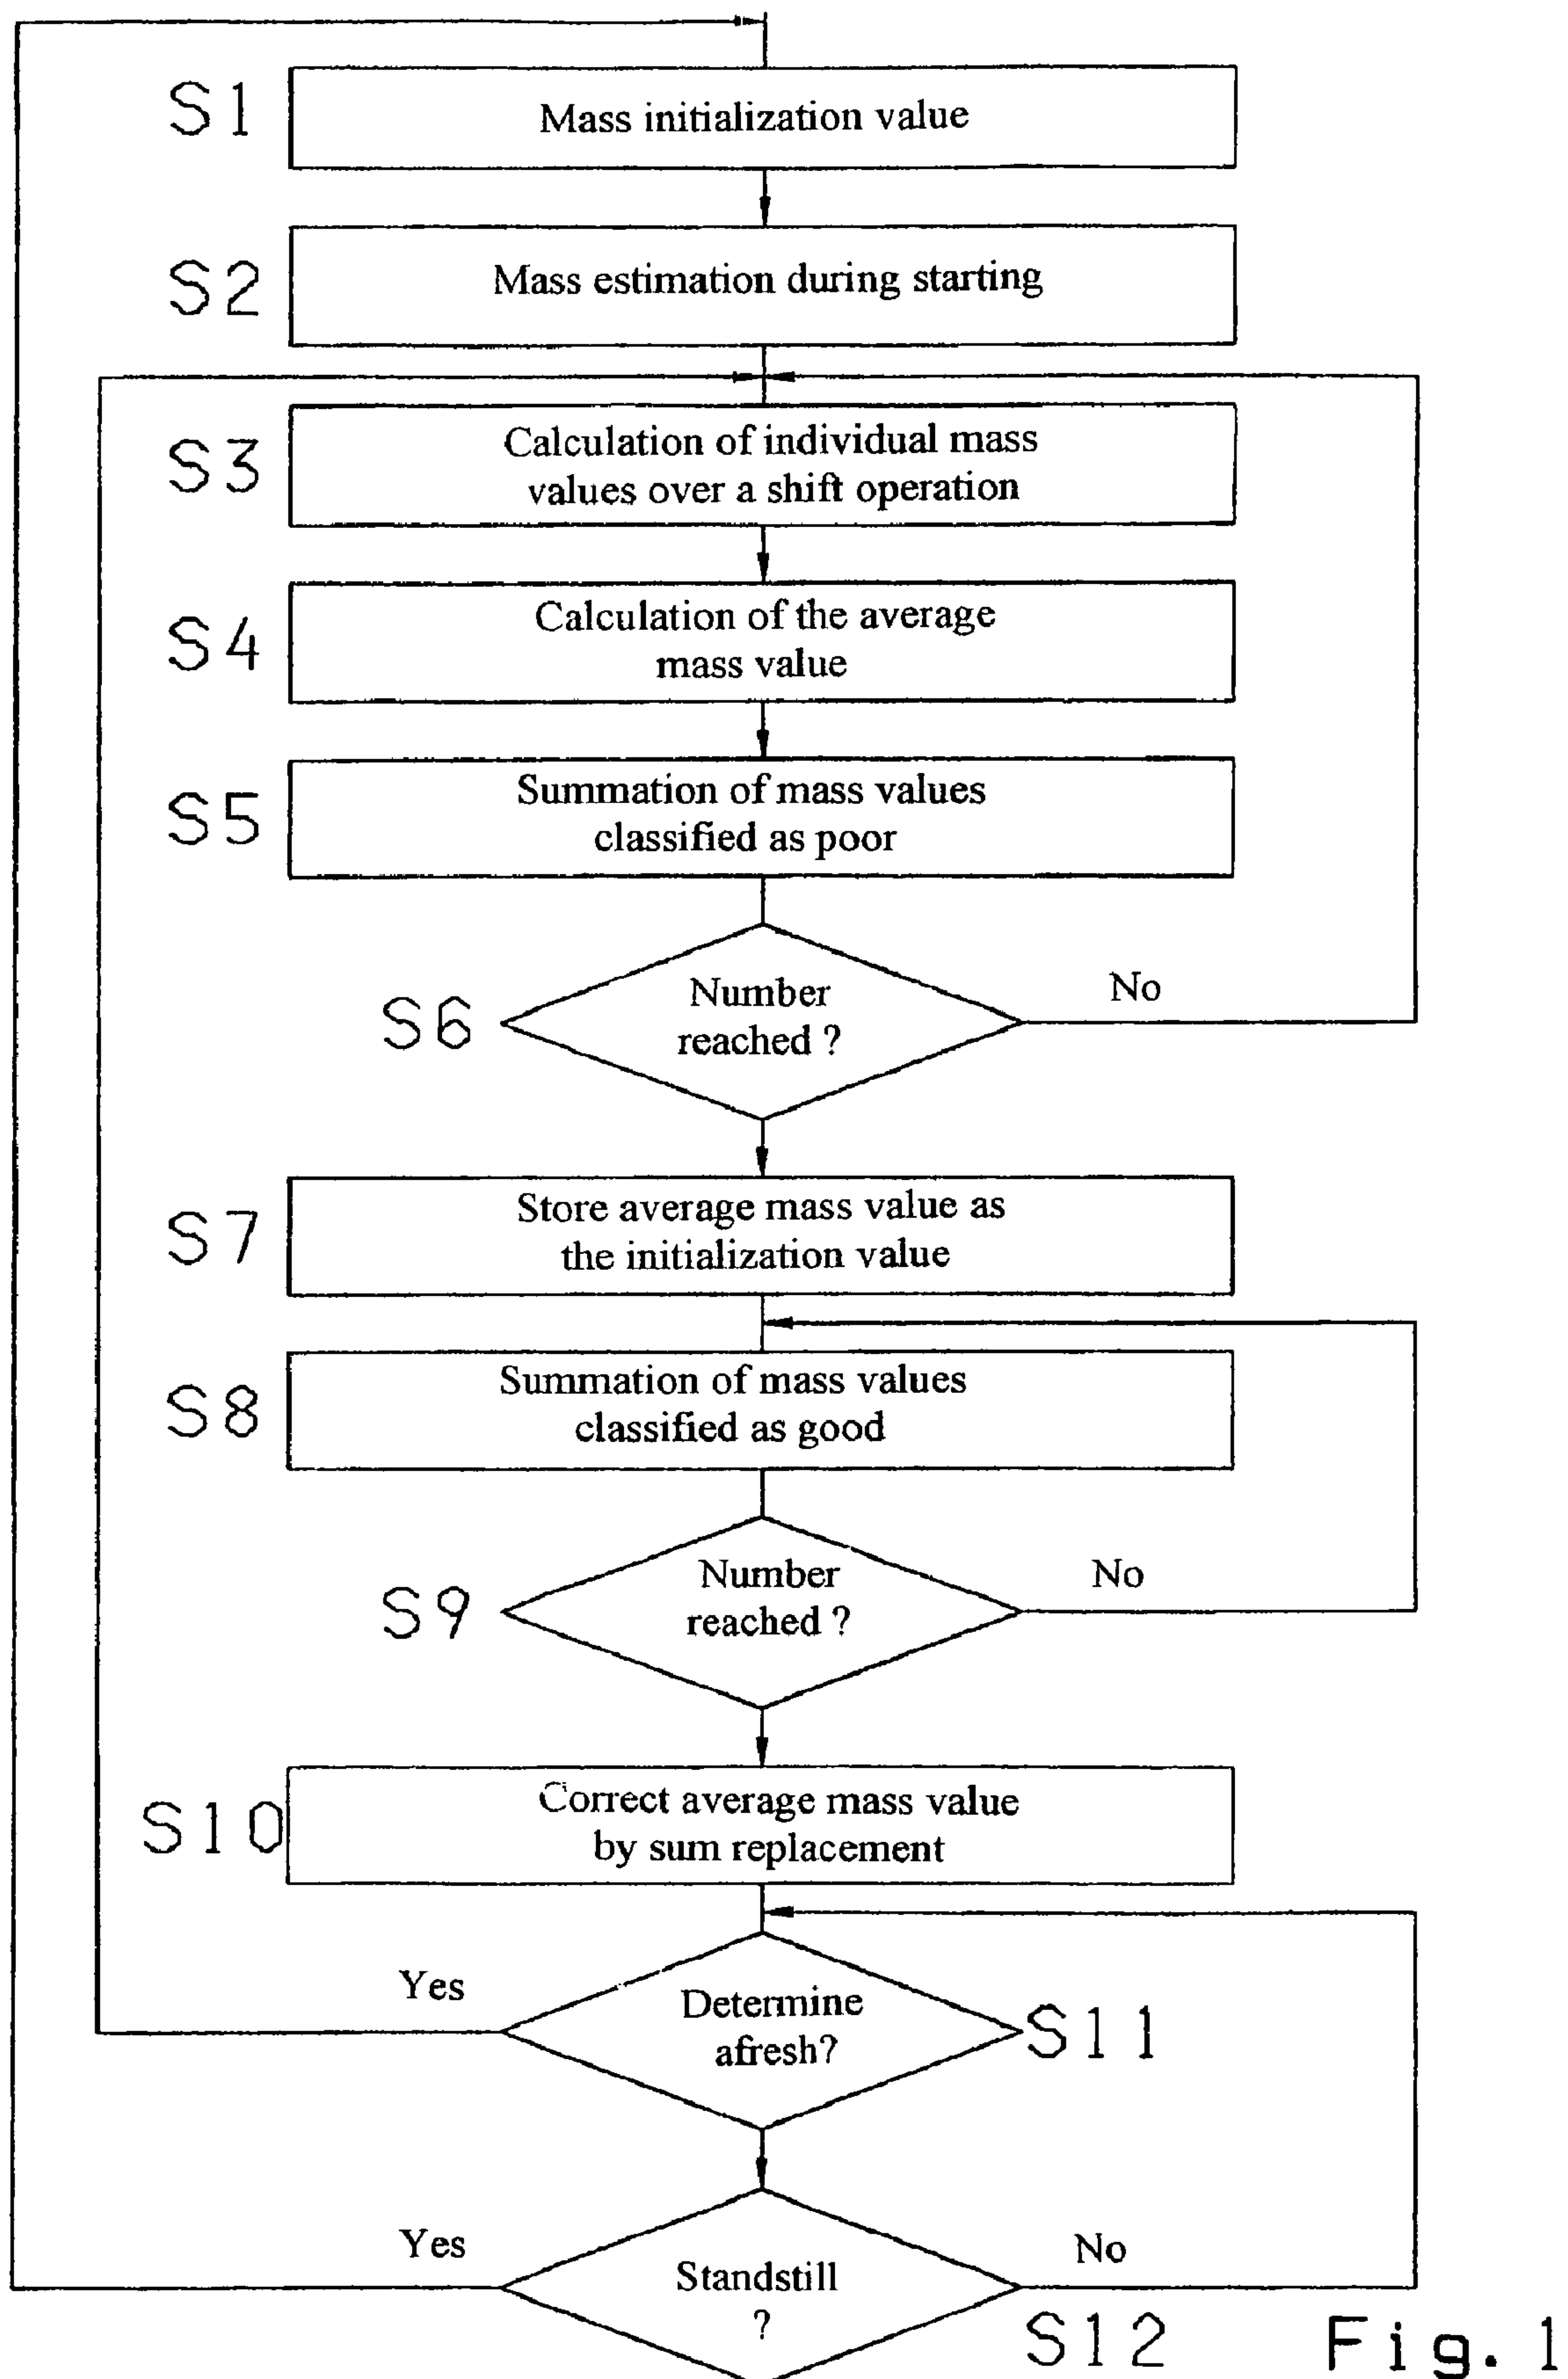 S1
Mass initialization value
S2
Mass estimation during starting
S3
Calculation of individual mass
values over a shift operation
S4
Calculation of the average
mass value
S5
Summation of mass values
classified as poor
S6
Number
reached ?
No
S7
Store average mass value as
the initialization value
S8
Summation of mass values
classified as good
S9
Number
reached ?
No
S10
Correct average mass value
by sum replacement
Yes
Determine
afresh?
S11
Yes
Standstill
?
No
S12
Fig. 1